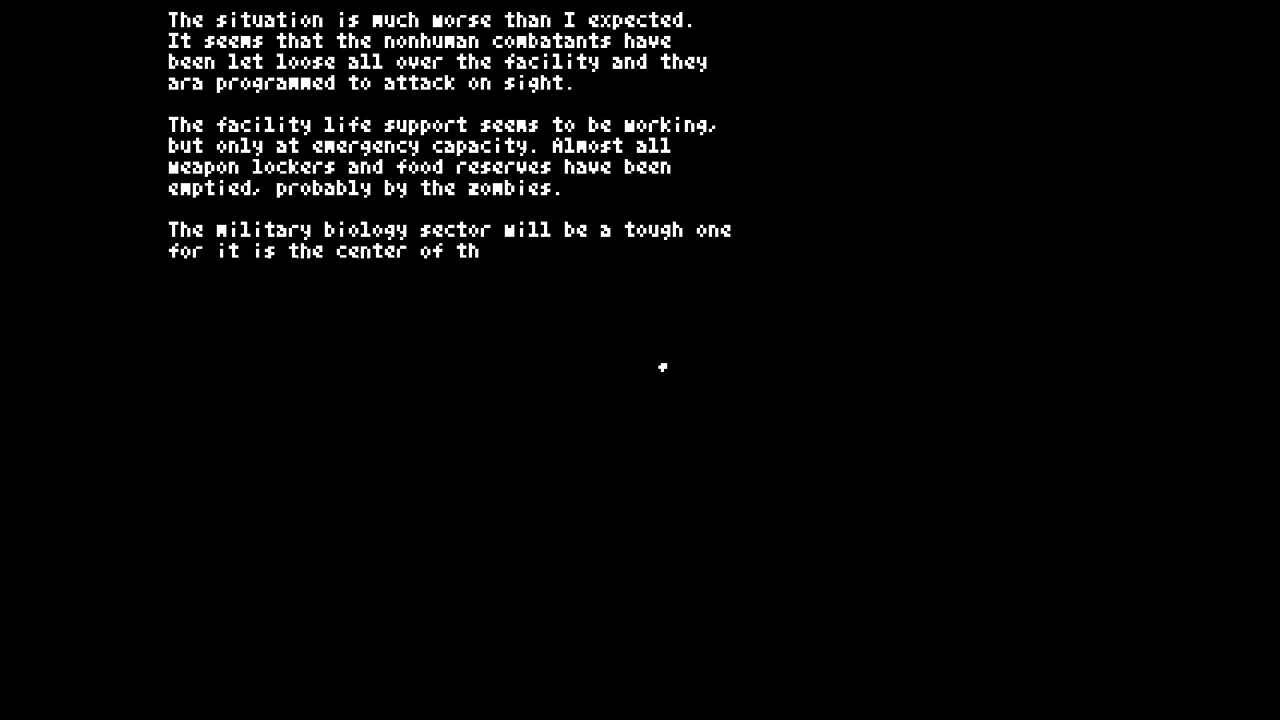 The situation is much worse than I expected.
It seems that the nonhuman combatants have
been let loose all over the facility and they
ara programmed to attack on sight.
The facility life support seems to be working,
but only at emergency capacity. Almost all
weapon lockers and food reserves have been
emptied, probably by the zombies.
The military biology sector will be a tough one
for it is the center of th